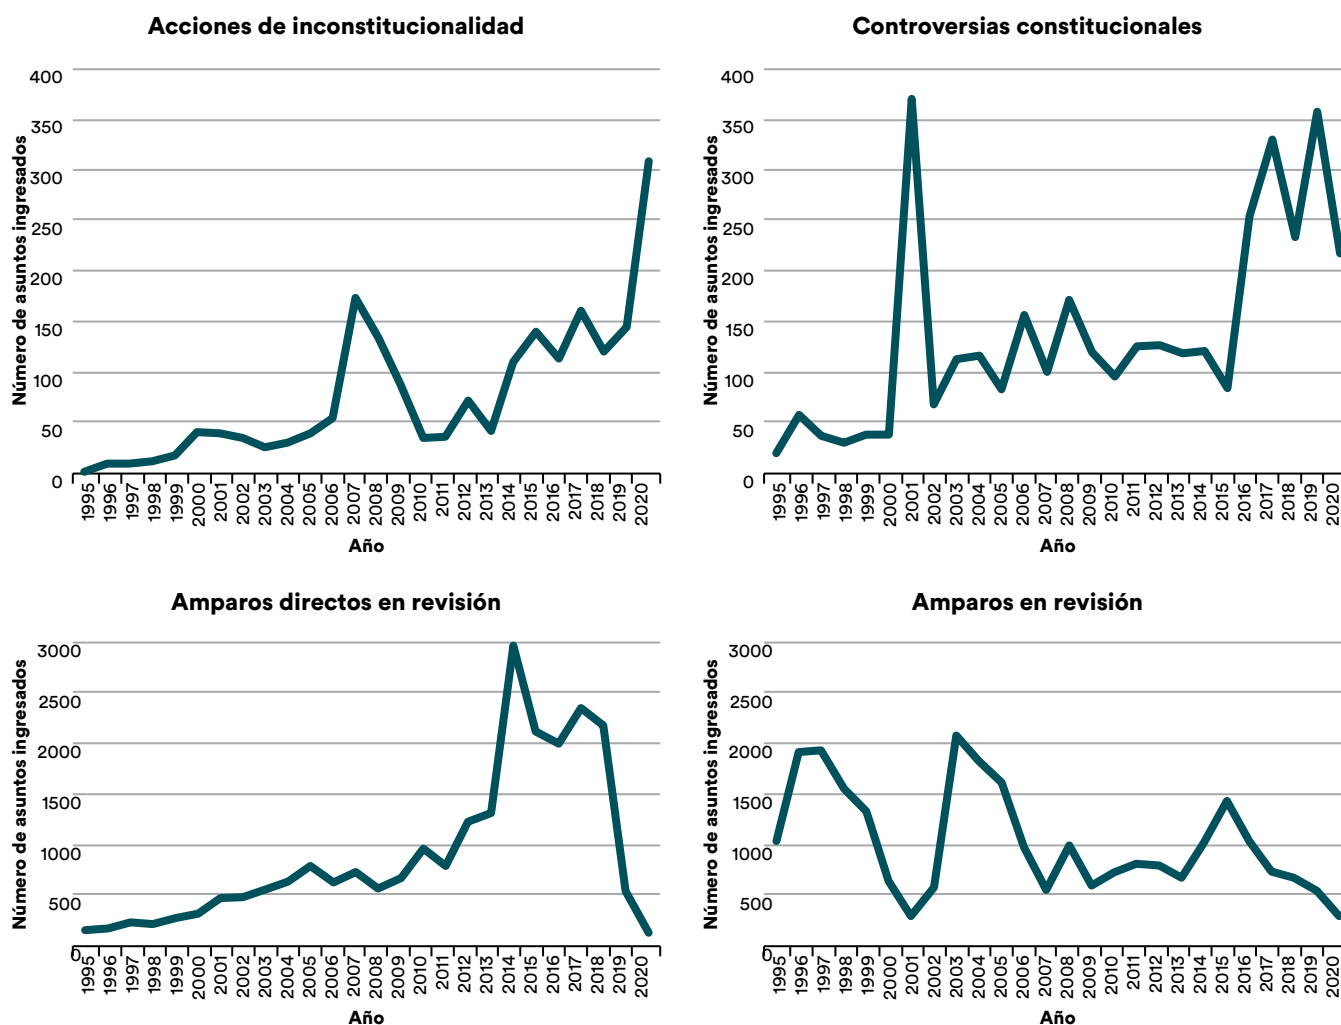 Acciones de inconstitucionalidad
Número de asuntos ingresados
400
350
300
250
200
150
100
50
0
1995 1996 1997 1998 1999 2000 2001 2002 2003 2004 2005 2006 2007 2008 2009 2010 2011 2012 2013 2014 2015 2016 2017 2018 2019 2020
Año
Controversias constitucionales
Número de asuntos ingresados
400
350
300
250
200
150
100
50
0
1995 1996 1997 1998 1999 2000 2001 2002 2003 2004 2005 2006 2007 2008 2009 2010 2011 2012 2013 2014 2015 2016 2017 2018 2019 2020
Año
Amparos directos en revisión
Número de asuntos ingresados
3000
2500
2000
1500
1000
500
0
1995 1996 1997 1998 1999 2000 2001 2002 2003 2004 2005 2006 2007 2008 2009 2010 2011 2012 2013 2014 2015 2016 2017 2018 2019 2020
Año
Amparos en revisión
Número de asuntos ingresados
3000
2500
2000
1500
1000
500
0
1995 1996 1997 1998 1999 2000 2001 2002 2003 2004 2005 2006 2007 2008 2009 2010 2011 2012 2013 2014 2015 2016 2017 2018 2019 2020
Año